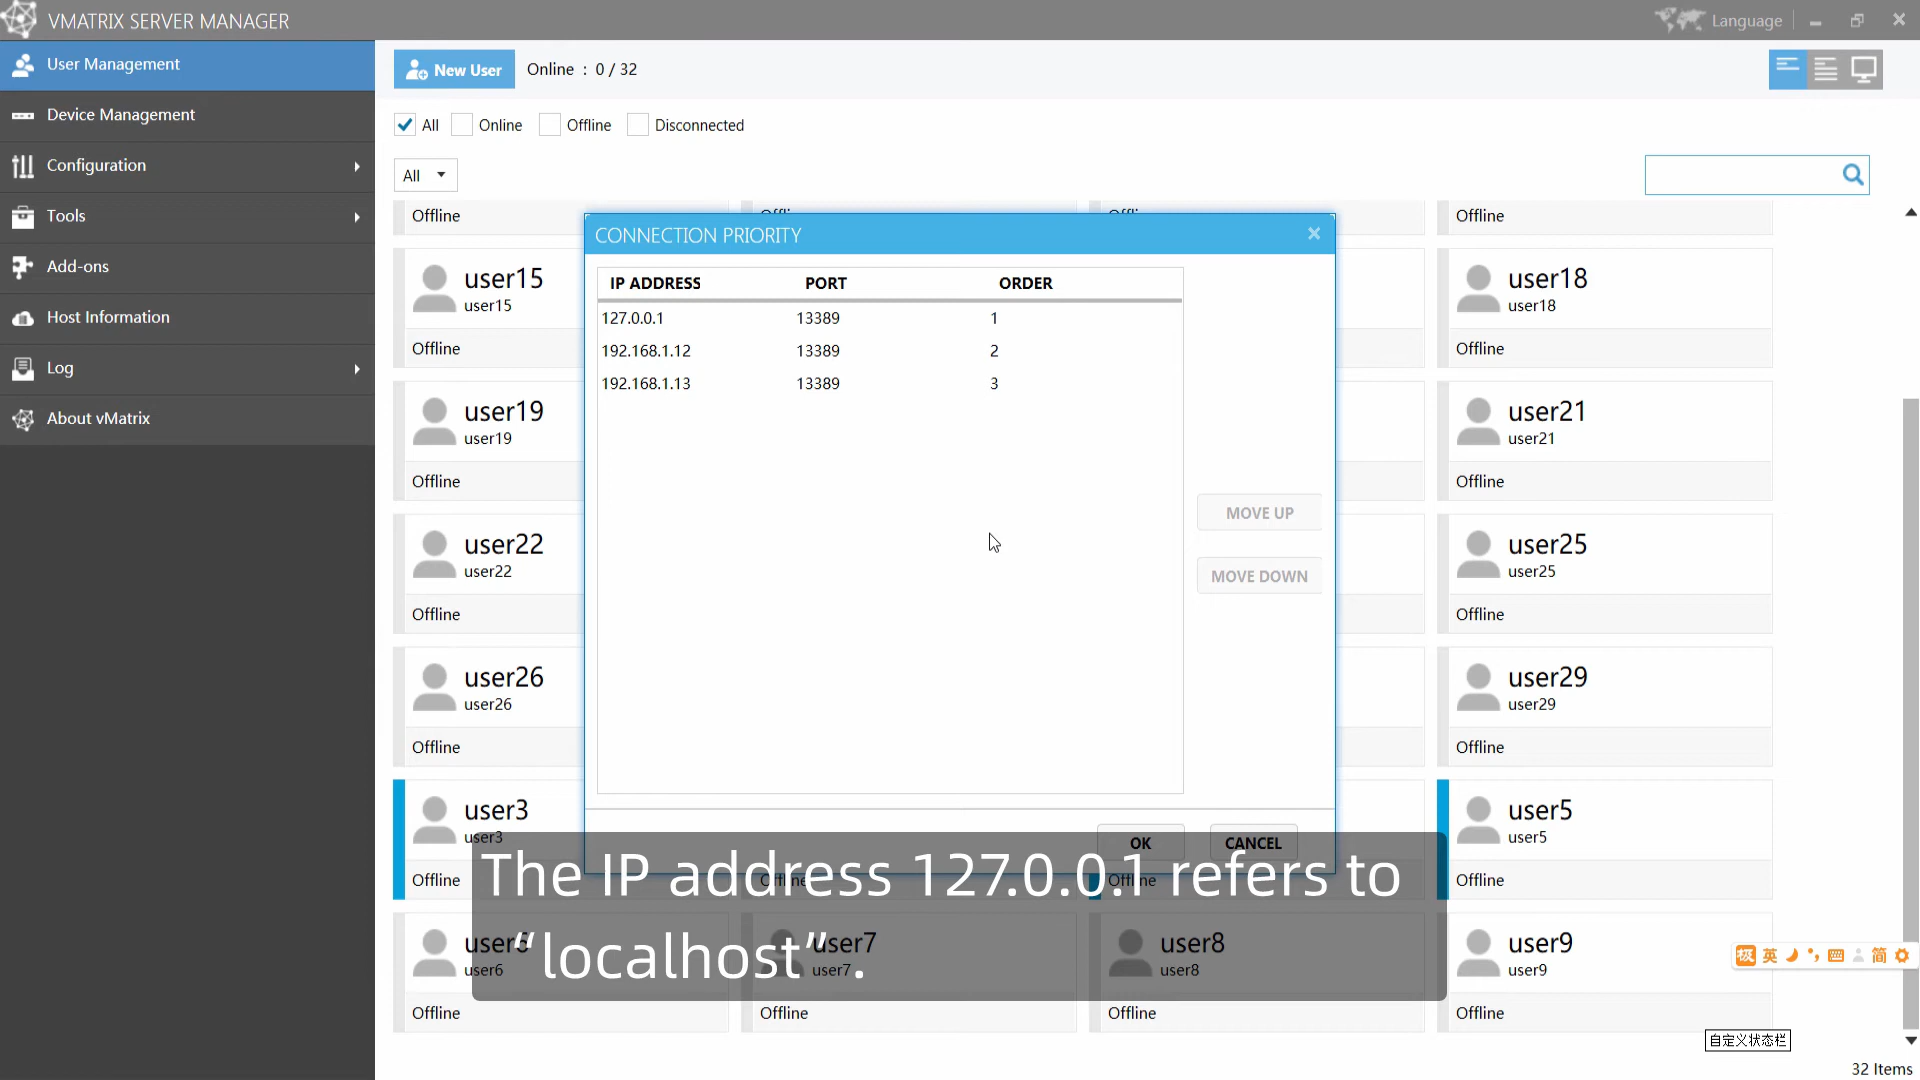 VMATRIX SERVER MANAGER
Language
User Management
Device Management
Configuration
Tools
Add-ons
Host Information
Log
About vMatrix
New User
Online : 0 / 32
All
Online
Offline
Disconnected
All
Offline
Offline
CONNECTION PRIORITY
IP ADDRESS PORT ORDER
127.0.0.1 13389 1
192.168.1.12 13389 2
192.168.1.13 13389 3
MOVE UP
MOVE DOWN
OK
CANCEL
user15
user15
Offline
user18
user18
Offline
user19
user19
Offline
user21
user21
Offline
user22
user22
Offline
user25
user25
Offline
user26
user26
Offline
user29
user29
Offline
user3
user3
Offline
Offline
user5
user5
Offline
The IP address 127.0.0.1 refers to
“localhost”.
user6
Offline
user7
user7
Offline
user8
user8
Offline
user9
user9
Offline
极 英 简
自定义状态栏
32 Items